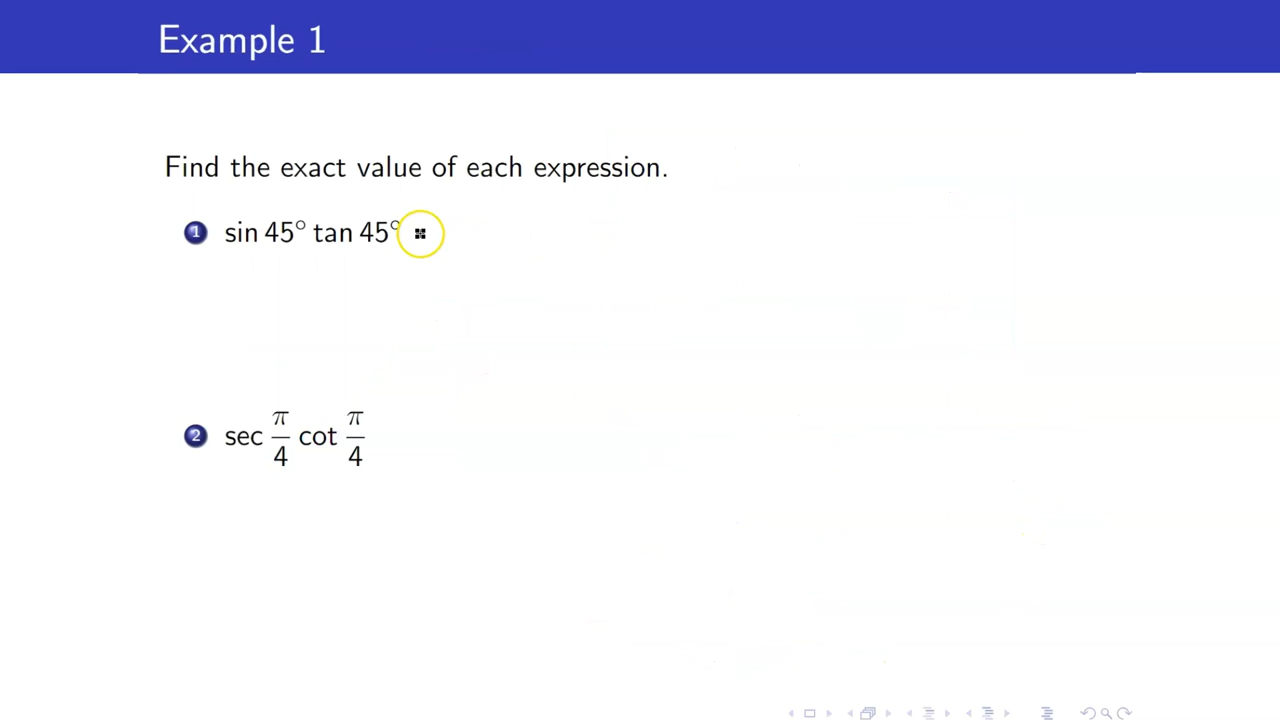 Example 1
Find the exact value of each expression.
1 sin 45° tan 45°
2 sec π/4 cot π/4